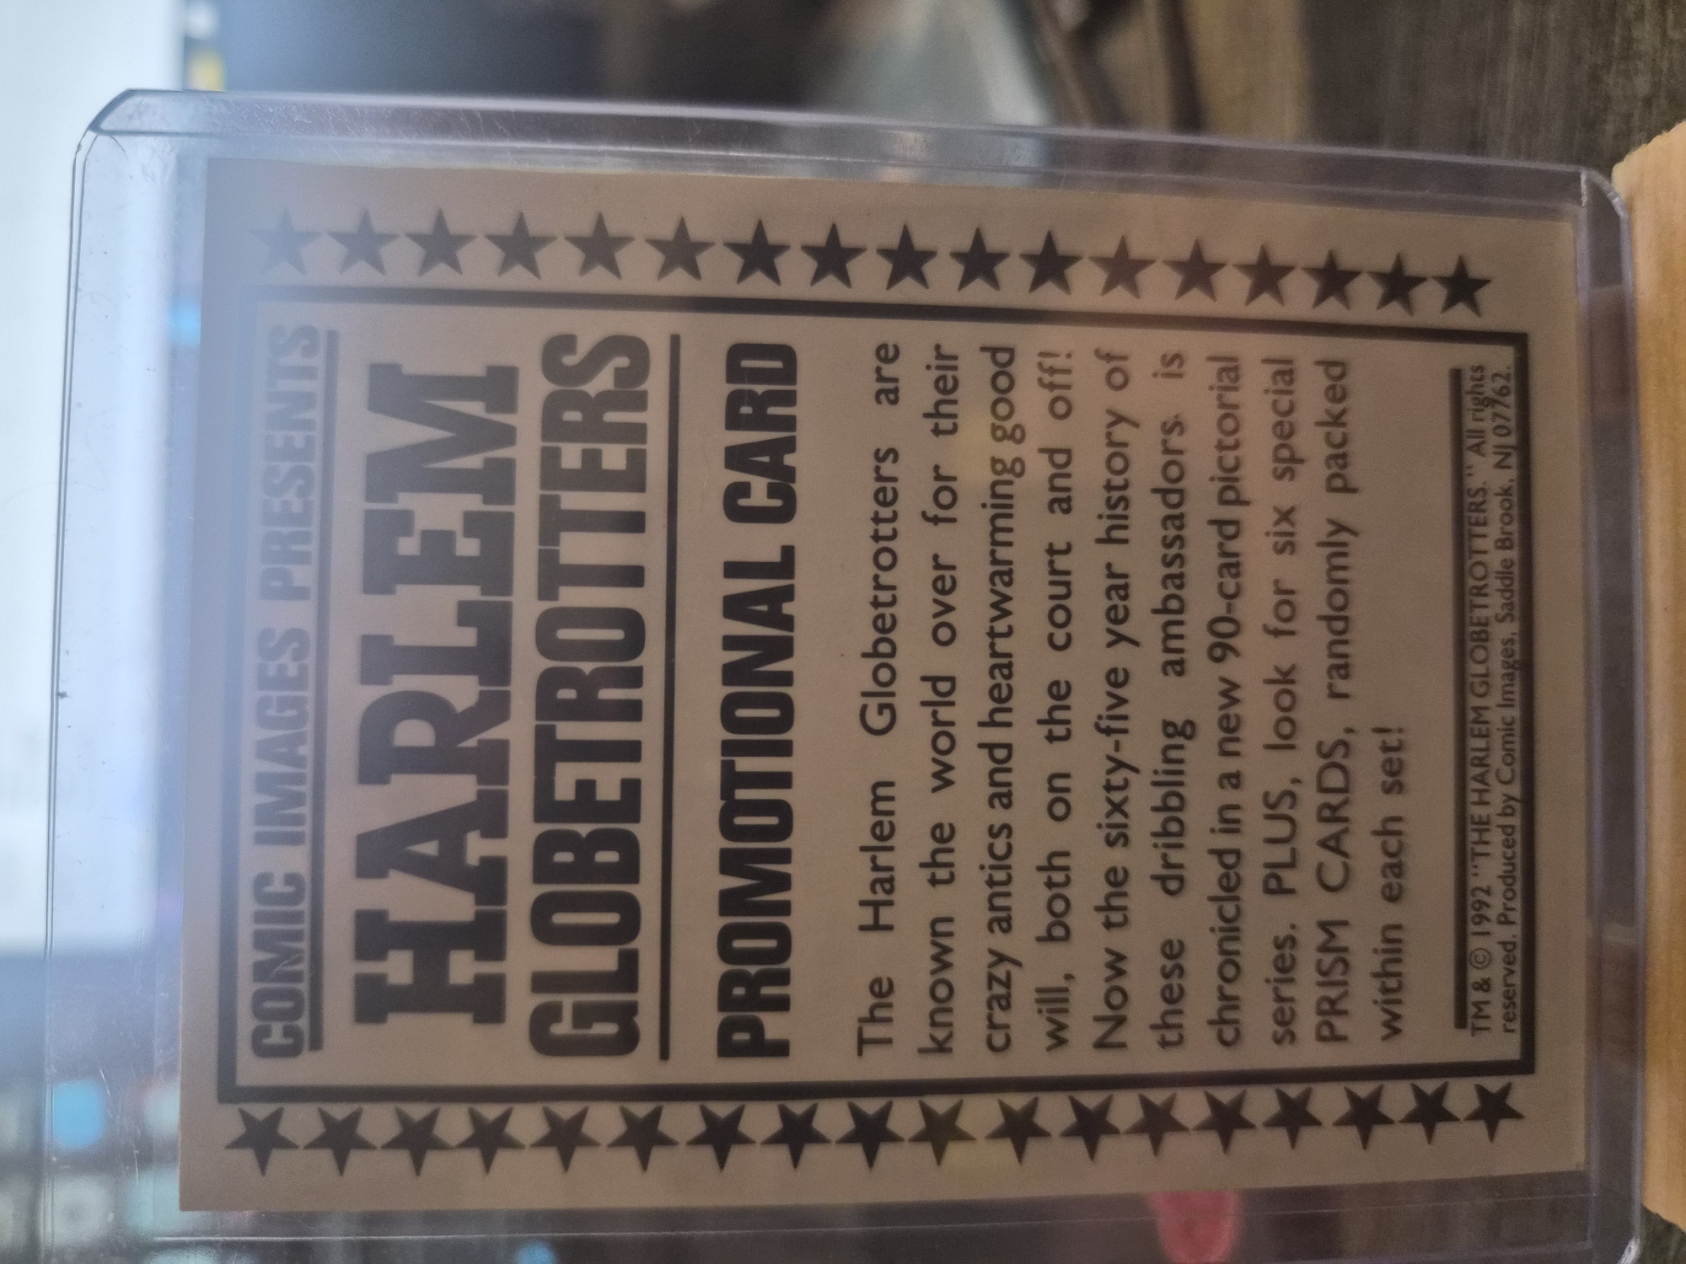 COMIC IMAGES PRESENTS
HARLEM
GLOBETROTTERS
PROMOTIONAL CARD
The Harlem Globetrotters are
known the world over for their
crazy antics and heartwarming good
will, both on the court and off!
Now the sixty-five year history of
these dribbling ambassadors is
chronicled in a new 90-card pictorial
series. PLUS, look for six special
PRISM CARDS, randomly packed
within each set!
TM & © 1992 "THE HARLEM GLOBETROTTERS." All rights
reserved. Produced by Comic Images, Saddle Brook, NJ 07762.